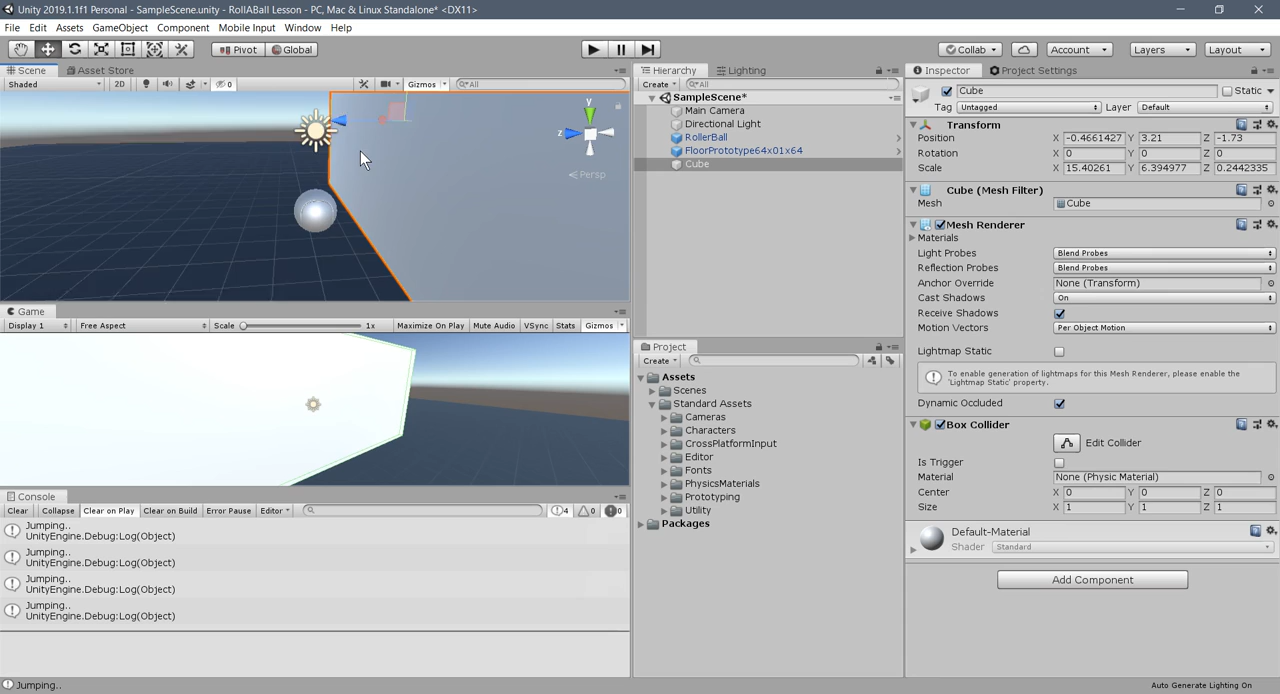 Unity 2019.1.1f1 Personal - SampleScene.unity - RollABall Lesson - PC, Mac & Linux Standalone* <DX11>
File Edit Assets GameObject Component Mobile Input Window Help
Pivot Global Collab Account Layers Layout
Scene Asset Store
Shaded 2D 0 Gizmos All
y
z
Persp
Game
Display 1 Free Aspect Scale 1x Maximize On Play Mute Audio VSync Stats Gizmos
Console
Clear Collapse Clear on Play Clear on Build Error Pause Editor 4 0 0
Jumping..
UnityEngine.Debug:Log(Object)
Jumping..
UnityEngine.Debug:Log(Object)
Jumping..
UnityEngine.Debug:Log(Object)
Jumping..
UnityEngine.Debug:Log(Object)
Hierarchy Lighting
Create All
SampleScene*
Main Camera
Directional Light
RollerBall
FloorPrototype64x01x64
Cube
Project
Create
Assets
Scenes
Standard Assets
Cameras
Characters
CrossPlatformInput
Editor
Fonts
PhysicsMaterials
Prototyping
Utility
Packages
Inspector Project Settings
Cube Static
Tag Untagged Layer Default
Transform
Position X -0.4661427 Y 3.21 Z -1.73
Rotation X 0 Y 0 Z 0
Scale X 15.40261 Y 6.394977 Z 0.2442335
Cube (Mesh Filter)
Mesh Cube
Mesh Renderer
Materials
Light Probes Blend Probes
Reflection Probes Blend Probes
Anchor Override None (Transform)
Cast Shadows On
Receive Shadows
Motion Vectors Per Object Motion
Lightmap Static
To enable generation of lightmaps for this Mesh Renderer, please enable the
'Lightmap Static' property.
Dynamic Occluded
Box Collider
Edit Collider
Is Trigger
Material None (Physic Material)
Center X 0 Y 0 Z 0
Size X 1 Y 1 Z 1
Default-Material
Shader Standard
Add Component
Jumping.. Auto Generate Lighting On